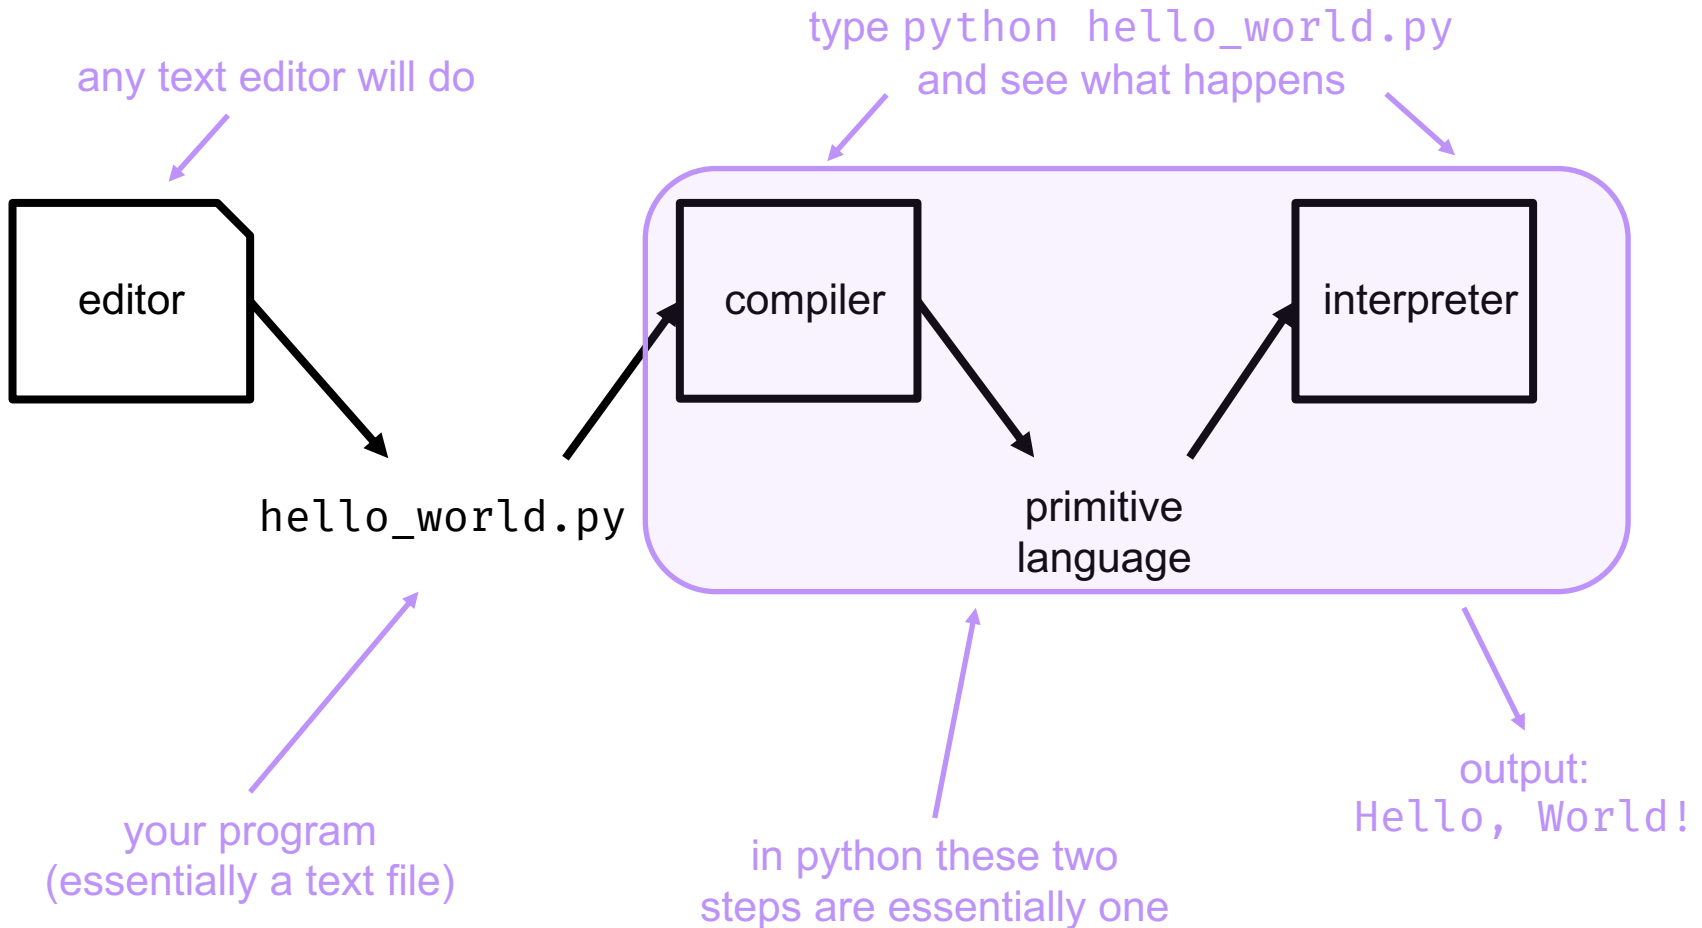 type python hello_world.py
and see what happens
any text editor will do
editor
compiler
interpreter
hello_world.py
primitive
language
output:
Hello, World!
your program
(essentially a text file)
in python these two
steps are essentially one